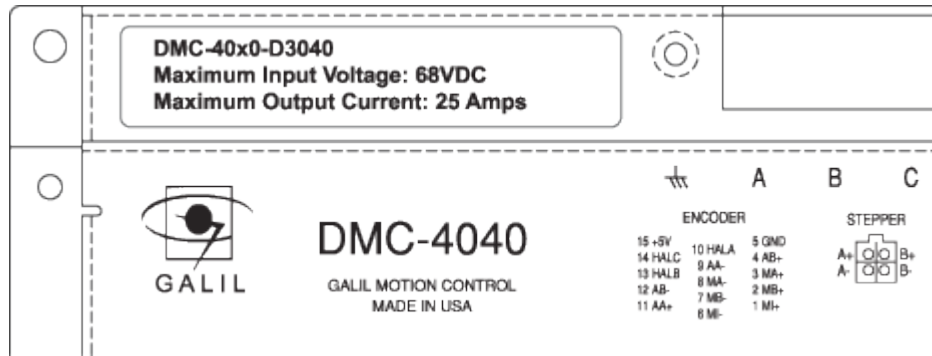 DMC-40x0-D3040
Maximum Input Voltage: 68VDC
Maximum Output Current: 25 Amps
A B C
GALIL
DMC-4040
GALIL MOTION CONTROL
MADE IN USA
ENCODER
15 +5V
14 HALC
13 HALB
12 AB-
11 AA+
10 HALA
9 AA-
8 MA-
7 MB-
6 MI-
5 GND
4 AB+
3 MA+
2 MB+
1 MI+
STEPPER
A+ B+
A- B-